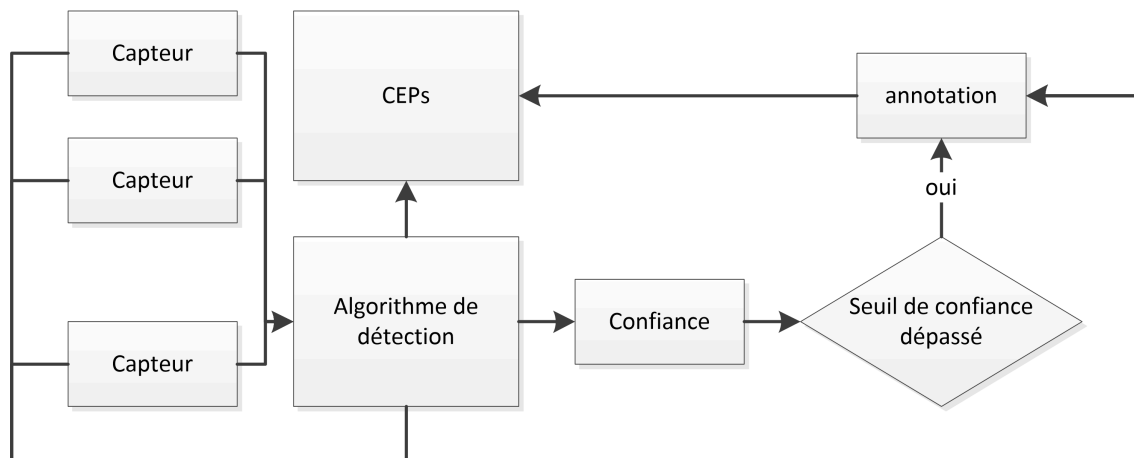 Capteur
CEPs
annotation
Capteur
oui
Algorithme de
détection
Confiance
Seuil de confiance
dépassé
Capteur